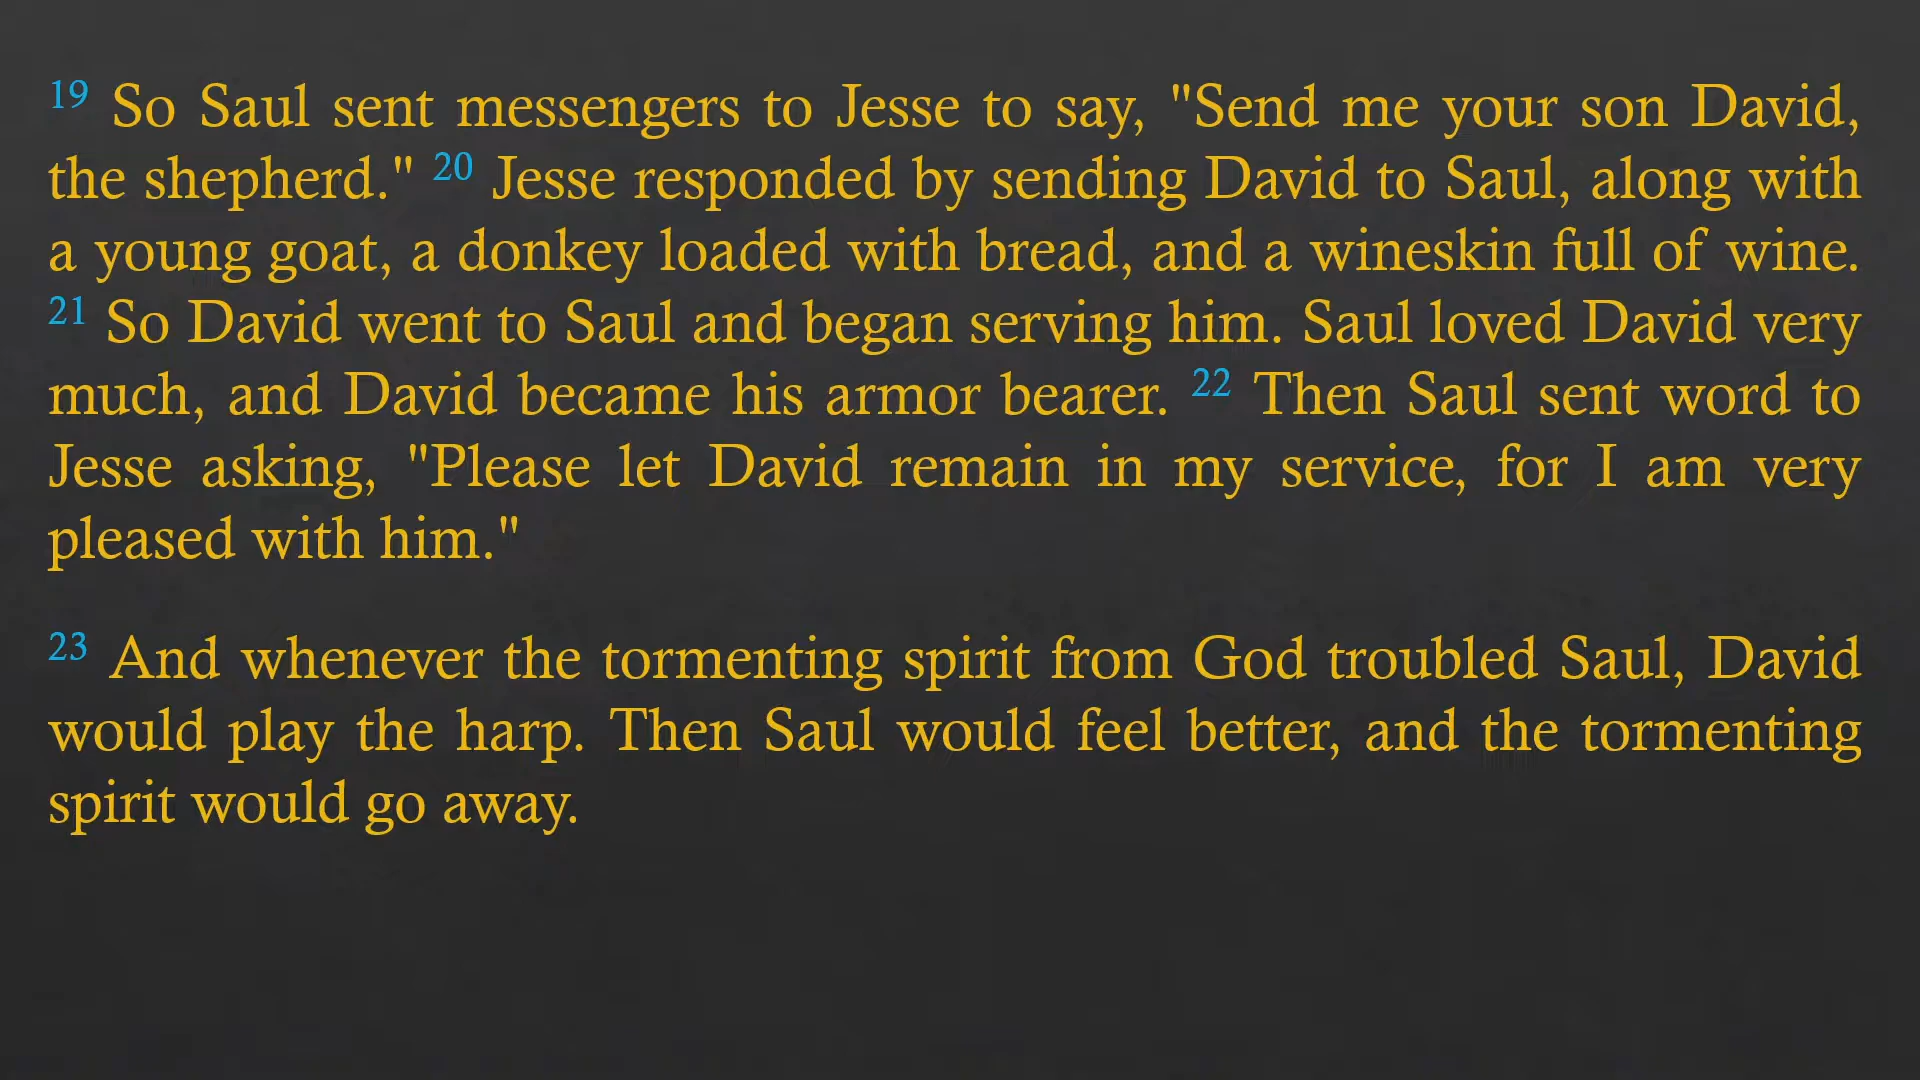 19 So Saul sent messengers to Jesse to say, "Send me your son David,
the shepherd." 20 Jesse responded by sending David to Saul, along with
a young goat, a donkey loaded with bread, and a wineskin full of wine.
21 So David went to Saul and began serving him. Saul loved David very
much, and David became his armor bearer. 22 Then Saul sent word to
Jesse asking, "Please let David remain in my service, for I am very
pleased with him."
23 And whenever the tormenting spirit from God troubled Saul, David
would play the harp. Then Saul would feel better, and the tormenting
spirit would go away.